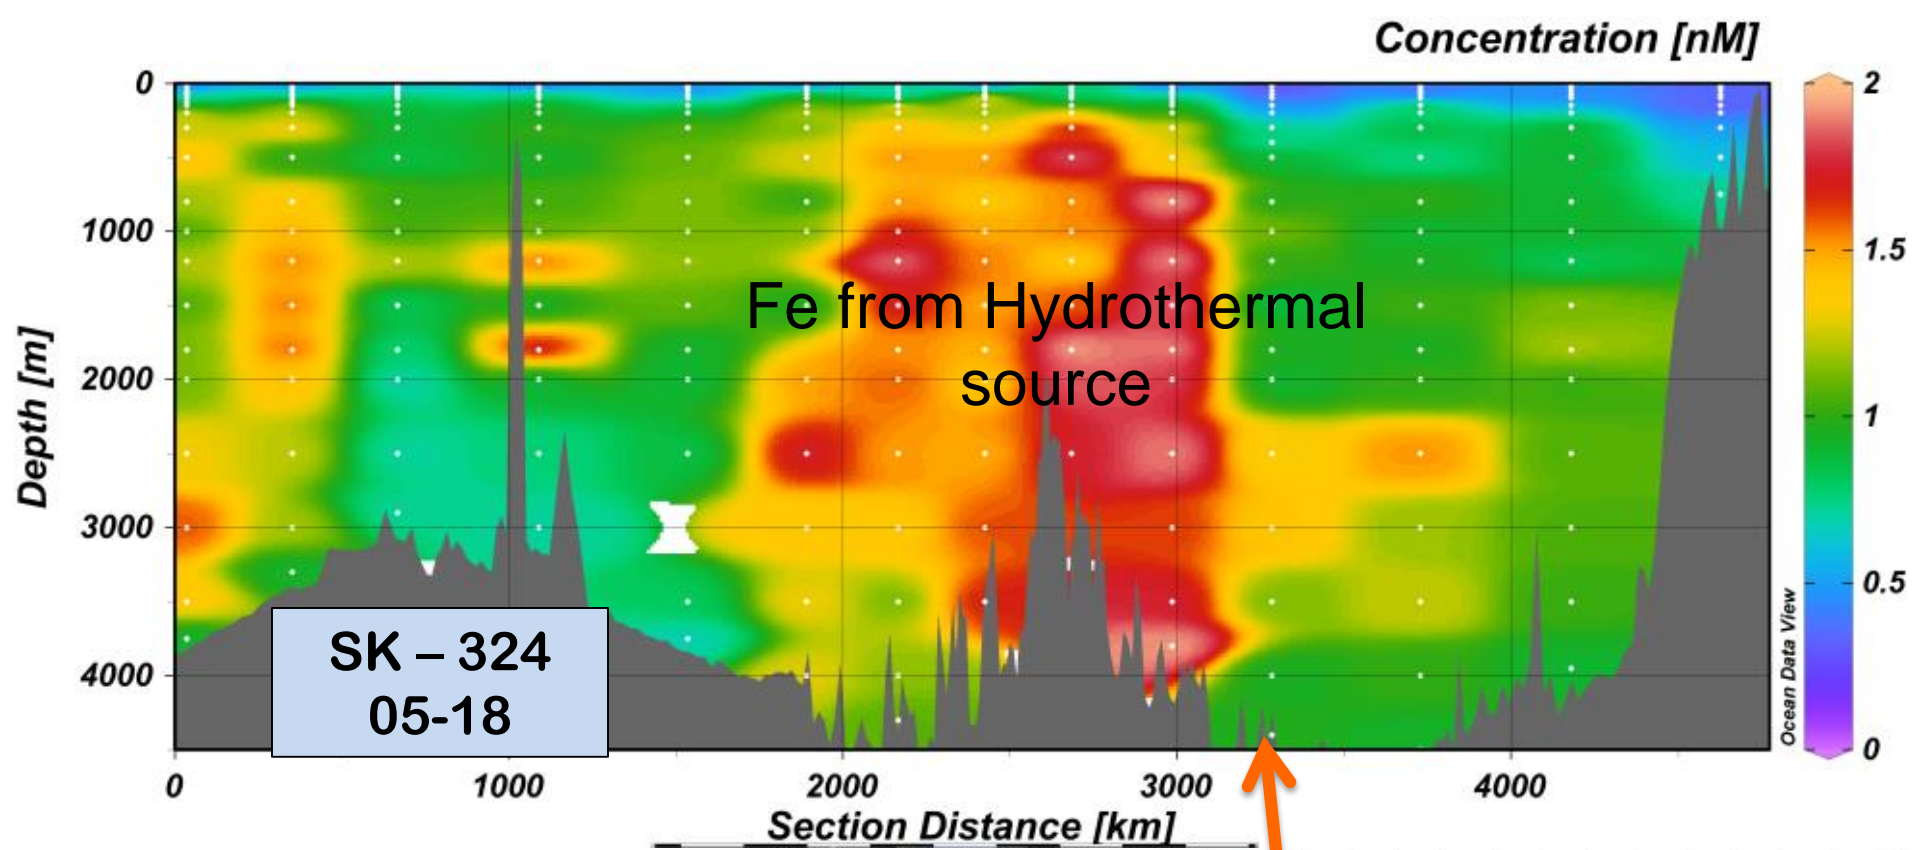 Concentration [nM]
0
1000
2000
3000
4000
Depth [m]
Fe from Hydrothermal
source
SK – 324
05-18
0
1000
2000
3000
4000
Section Distance [km]
2
1.5
1
0.5
0
Ocean Data View